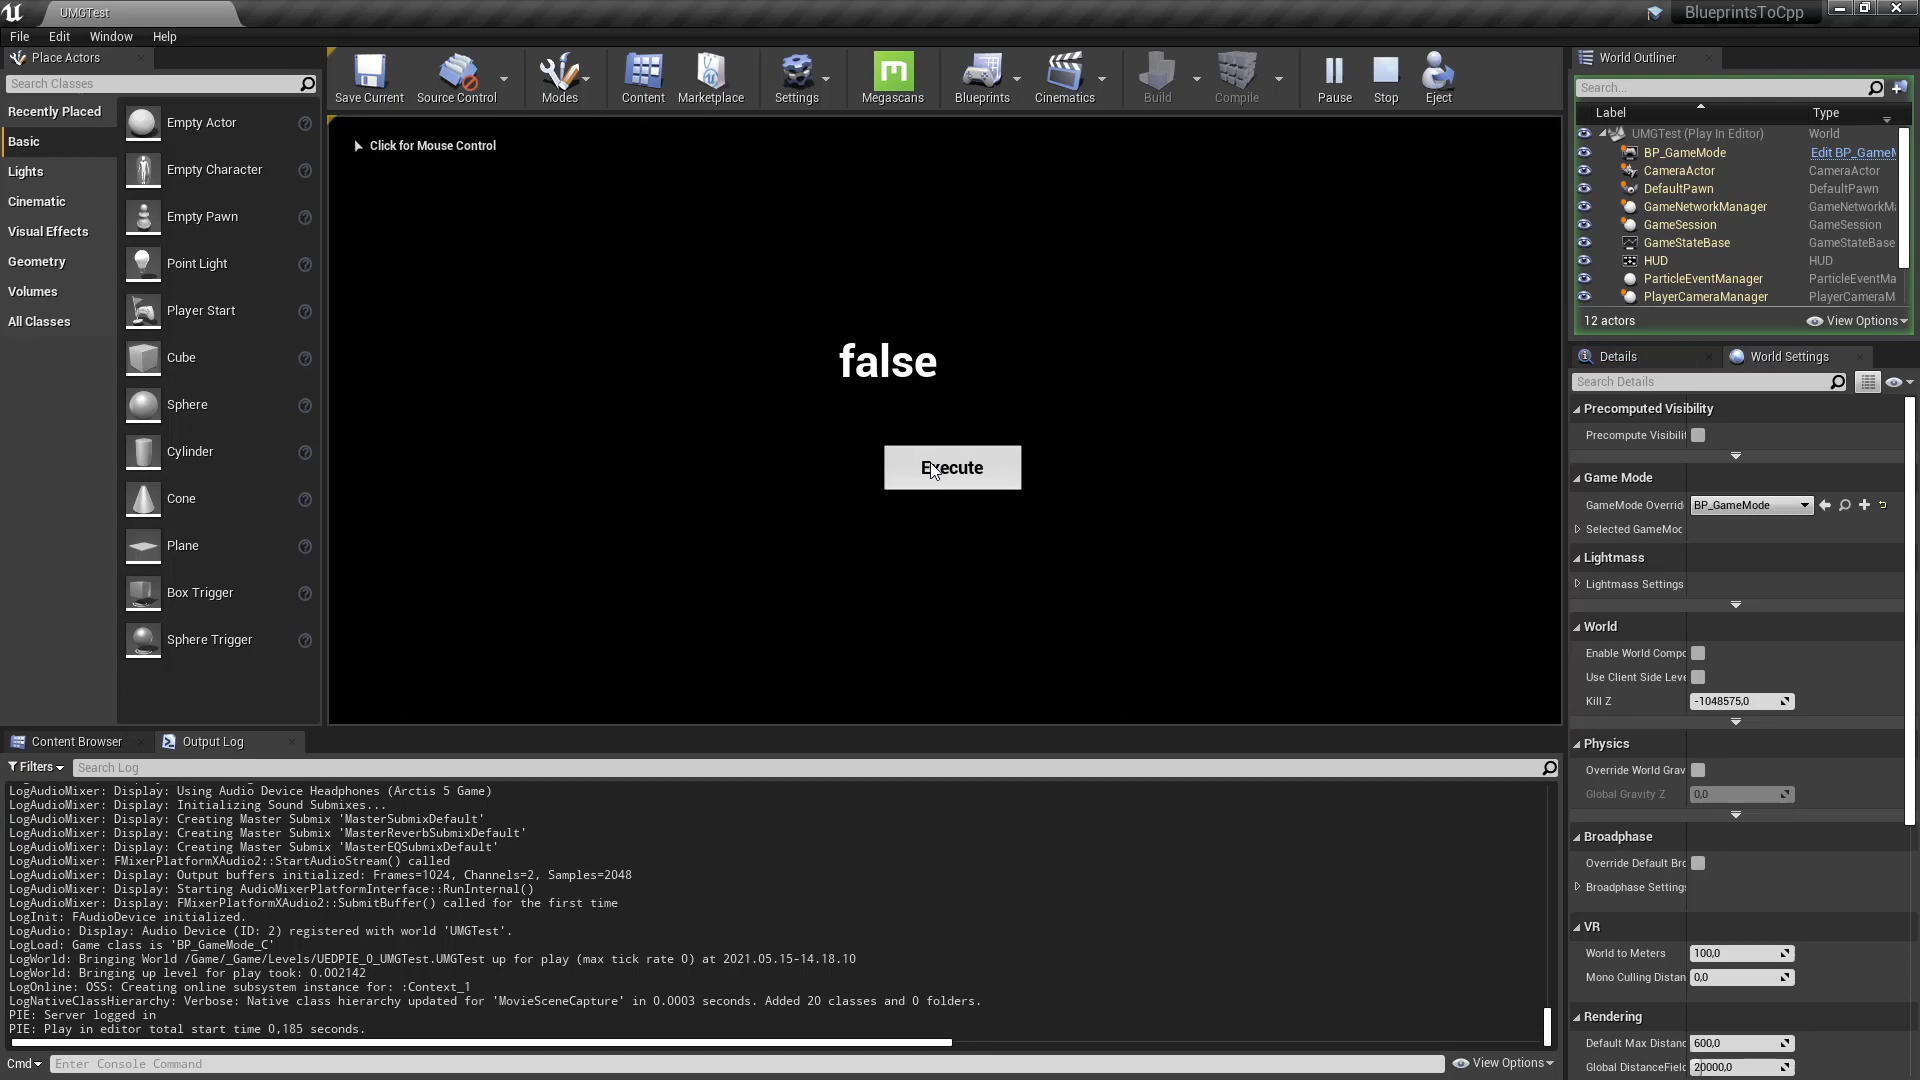 UMGTest
BlueprintsToCpp
File Edit Window Help
Place Actors
Search Classes
Recently Placed
Basic
Lights
Cinematic
Visual Effects
Geometry
Volumes
All Classes
Empty Actor
Empty Character
Empty Pawn
Point Light
Player Start
Cube
Sphere
Cylinder
Cone
Plane
Box Trigger
Sphere Trigger
Save Current Source Control Modes Content Marketplace Settings Megascans Blueprints Cinematics Build Compile Pause Stop Eject
Click for Mouse Control
false
Execute
World Outliner
Search...
Label Type
UMGTest (Play In Editor) World
BP_GameMode Edit BP_GameM
CameraActor CameraActor
DefaultPawn DefaultPawn
GameNetworkManager GameNetworkMa
GameSession GameSession
GameStateBase GameStateBase
HUD HUD
ParticleEventManager ParticleEventMa
PlayerCameraManager PlayerCameraM
12 actors View Options
Details World Settings
Search Details
Precomputed Visibility
Precompute Visibilit
Game Mode
GameMode Overrid BP_GameMode
Selected GameMod
Lightmass
Lightmass Settings
World
Enable World Compo
Use Client Side Leve
Kill Z -1048575,0
Physics
Override World Grav
Global Gravity Z 0,0
Broadphase
Override Default Bro
Broadphase Settings
VR
World to Meters 100,0
Mono Culling Distan 0,0
Rendering
Default Max Distanc 600,0
Global DistanceField 20000,0
Content Browser Output Log
Filters Search Log
LogAudioMixer: Display: Using Audio Device Headphones (Arctis 5 Game)
LogAudioMixer: Display: Initializing Sound Submixes...
LogAudioMixer: Display: Creating Master Submix 'MasterSubmixDefault'
LogAudioMixer: Display: Creating Master Submix 'MasterReverbSubmixDefault'
LogAudioMixer: Display: Creating Master Submix 'MasterEQSubmixDefault'
LogAudioMixer: FMixerPlatformXAudio2::StartAudioStream() called
LogAudioMixer: Display: Output buffers initialized: Frames=1024, Channels=2, Samples=2048
LogAudioMixer: Display: Starting AudioMixerPlatformInterface::RunInternal()
LogAudioMixer: Display: FMixerPlatformXAudio2::SubmitBuffer() called for the first time
LogInit: FAudioDevice initialized.
LogAudio: Display: Audio Device (ID: 2) registered with world 'UMGTest'.
LogLoad: Game class is 'BP_GameMode_C'
LogWorld: Bringing World /Game/_Game/Levels/UEDPIE_0_UMGTest.UMGTest up for play (max tick rate 0) at 2021.05.15-14.18.10
LogWorld: Bringing up level for play took: 0.002142
LogOnline: OSS: Creating online subsystem instance for: :Context_1
LogNativeClassHierarchy: Verbose: Native class hierarchy updated for 'MovieSceneCapture' in 0.0003 seconds. Added 20 classes and 0 folders.
PIE: Server logged in
PIE: Play in editor total start time 0,185 seconds.
Cmd Enter Console Command View Options